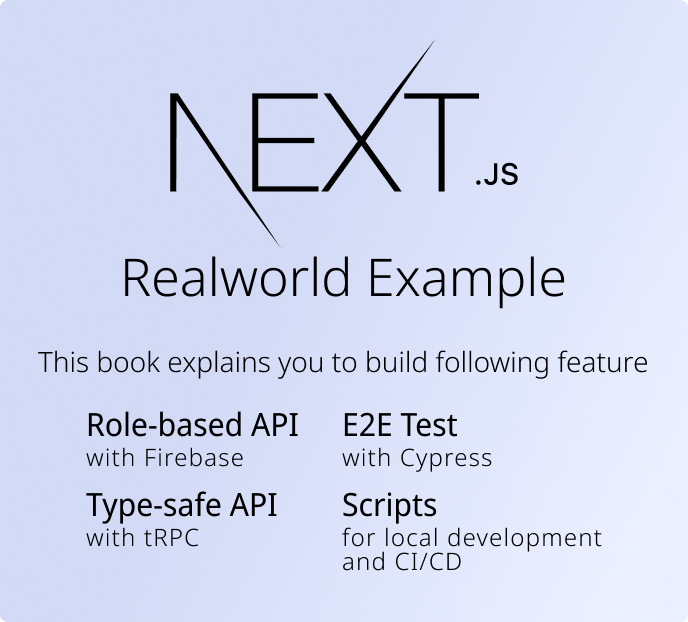 NEXT.JS
Realworld Example
This book explains you to build following feature
Role-based API
with Firebase
E2E Test
with Cypress
Type-safe API
with tRPC
Scripts
for local development
and CI/CD